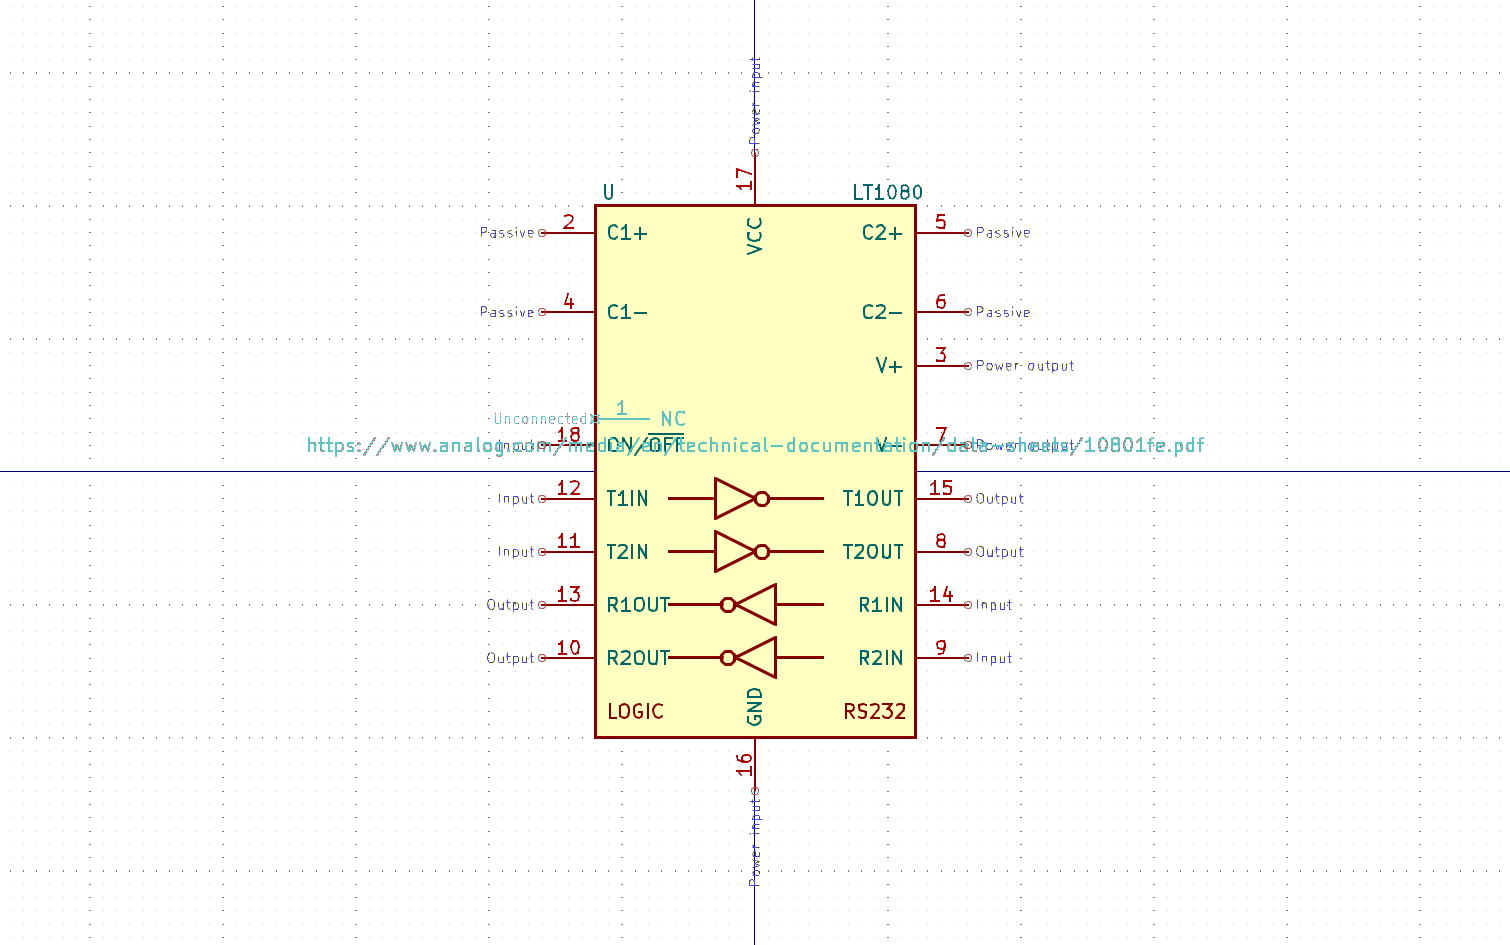 Power input
17
U LT1080
VCC
Passive 2 C1+ C2+ 5 Passive
Passive 4 C1- C2- 6 Passive
V+ 3 Power output
Unconnected 1 NC
Input 18 ON/OFF V- 7 Power output
https://www.analog.com/media/en/technical-documentation/data-sheets/10801fe.pdf
Input 12 T1IN T1OUT 15 Output
Input 11 T2IN T2OUT 8 Output
Output 13 R1OUT R1IN 14 Input
Output 10 R2OUT R2IN 9 Input
LOGIC GND RS232
16
Power input